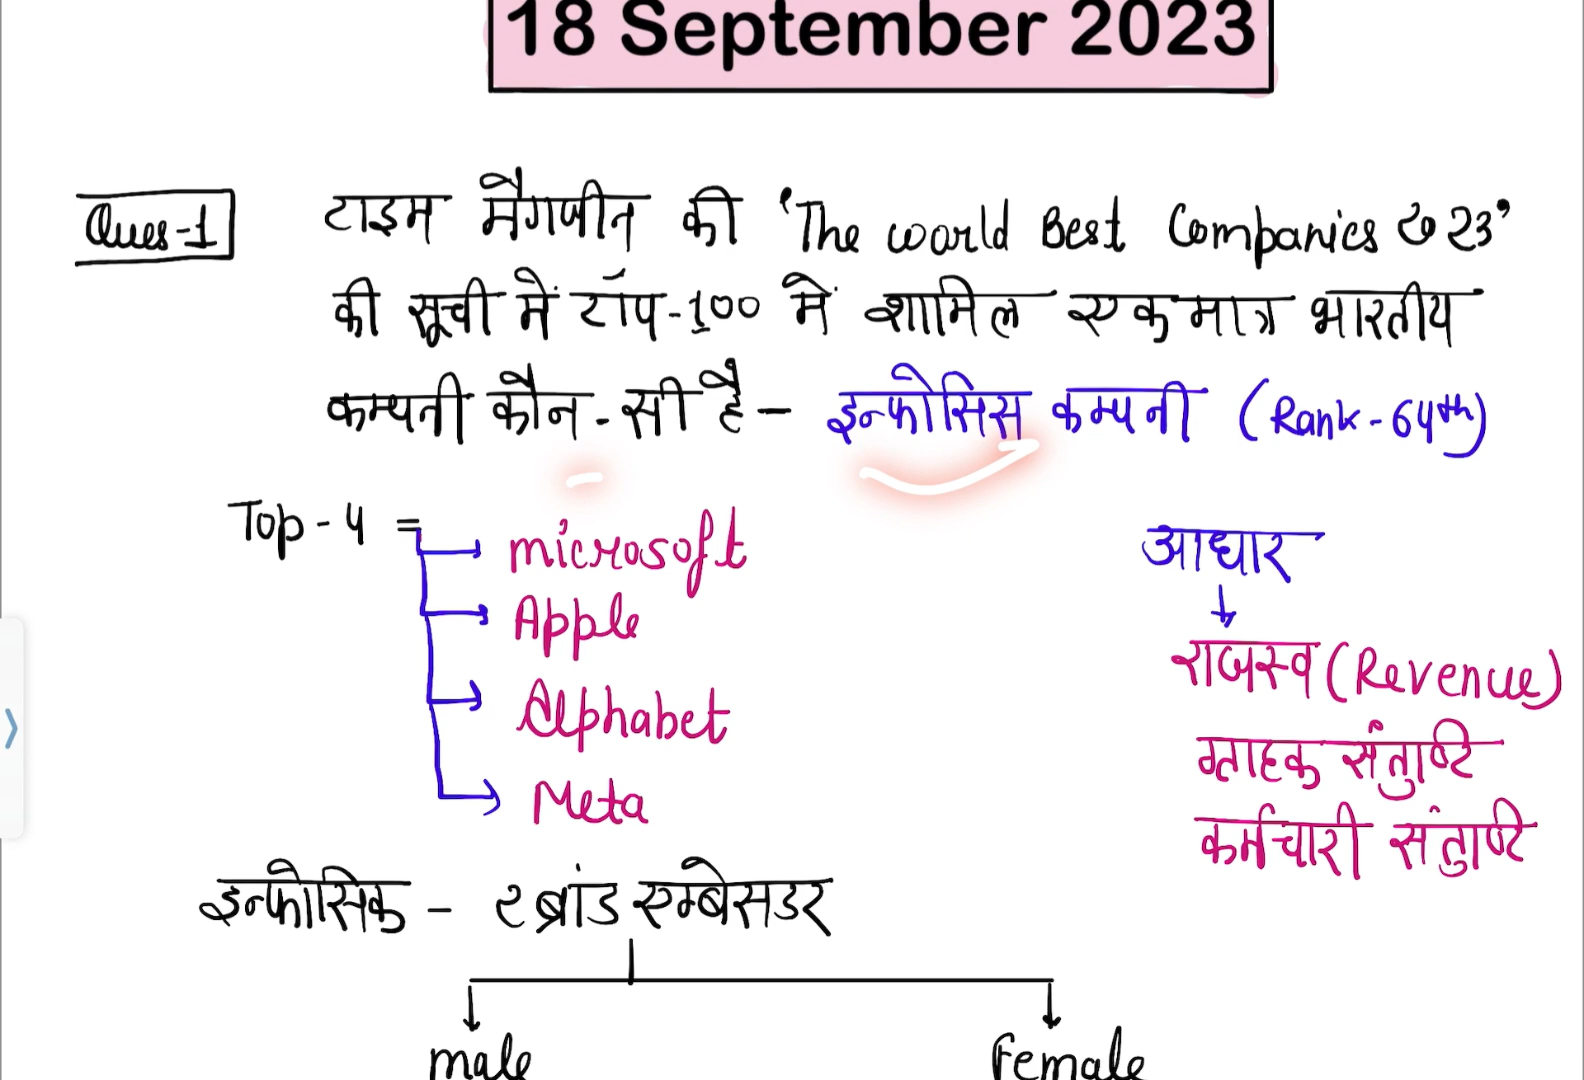 18 September 2023
Ques-1
टाइम मैगजीन की 'The world Best Companies 2023'
की सूची में टॉप-100 में शामिल एकमात्र भारतीय
कम्पनी कौन-सी है - इन्फोसिस कम्पनी (Rank-64th)
Top-4 =
microsoft
Apple
Alphabet
Meta
आधार
राजस्व (Revenue)
ग्राहक संतुष्टि
कर्मचारी संतुष्टि
इन्फोसिक - २ ब्रांड एम्बेसडर
male
Female